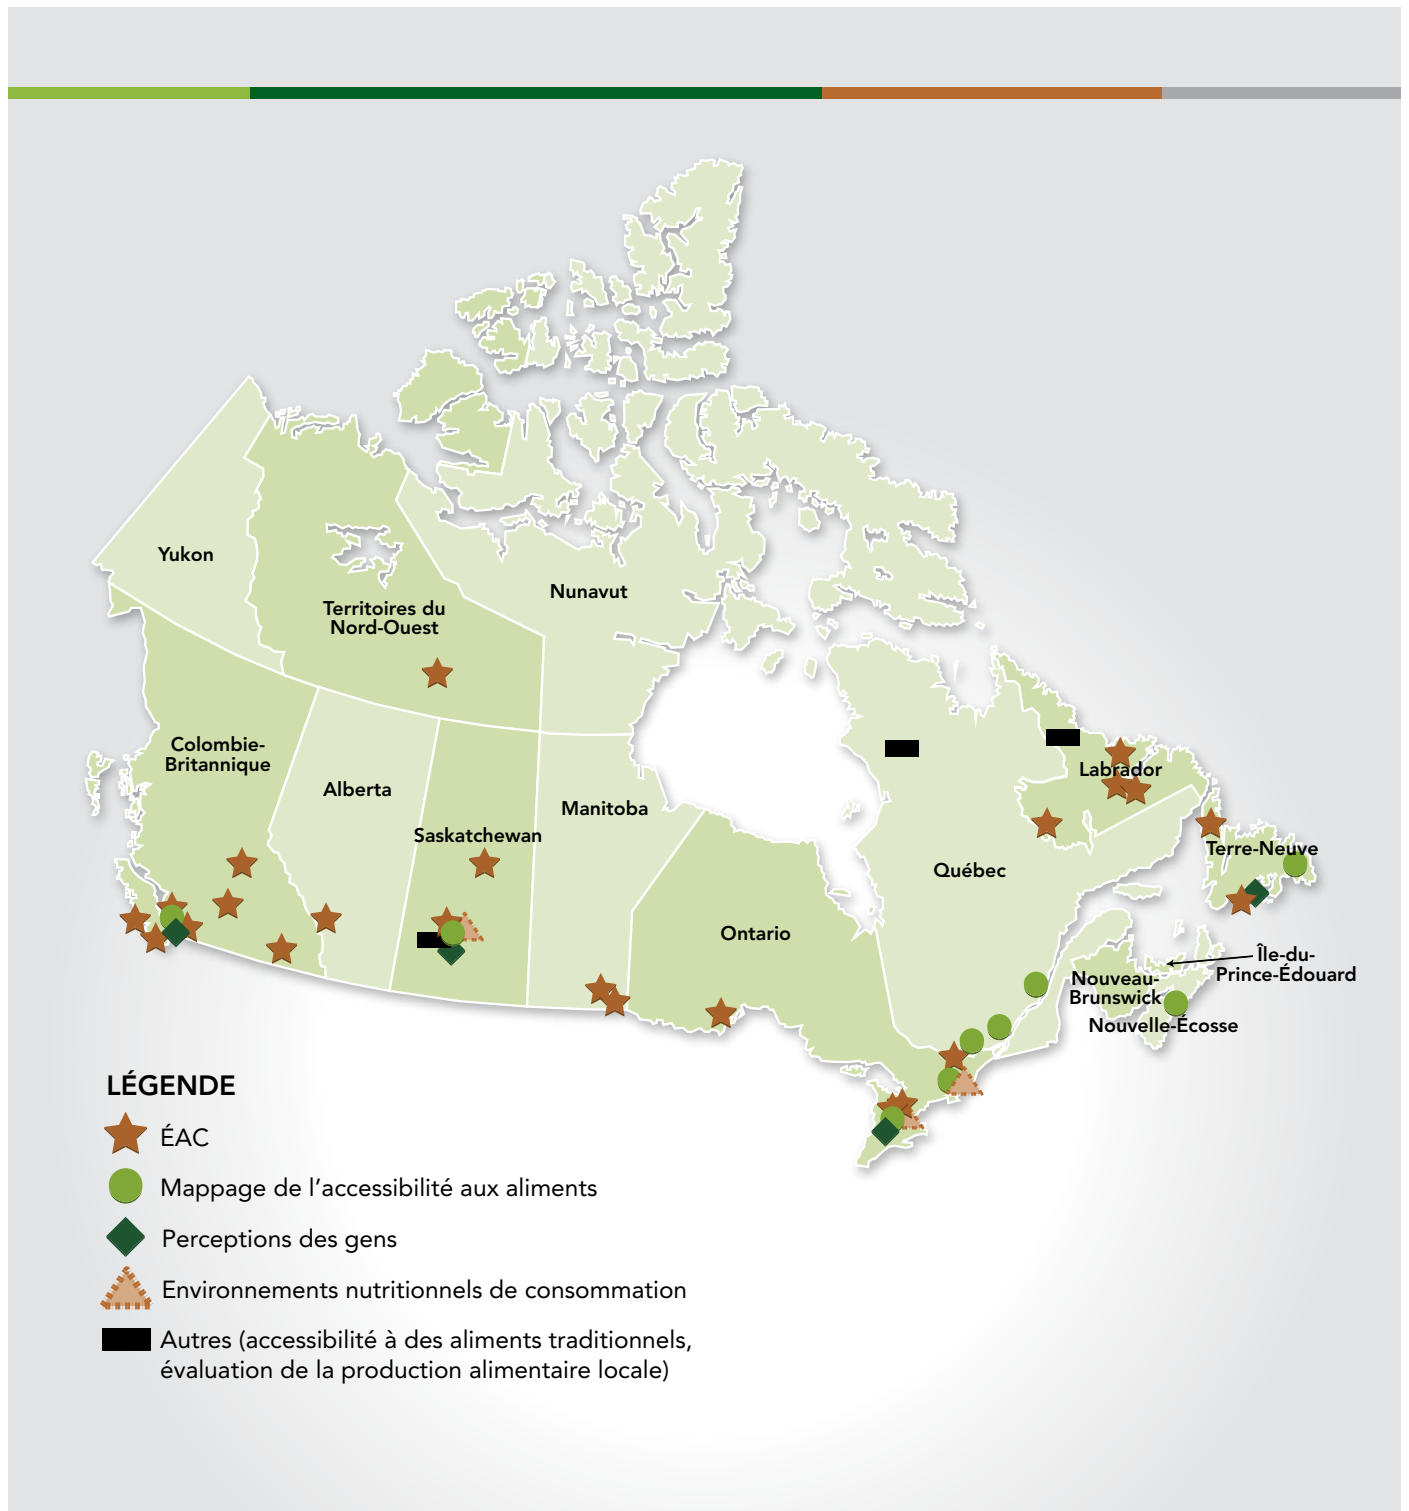 Yukon
Territoires du
Nord-Ouest
Nunavut
Colombie-
Britannique
Alberta
Saskatchewan
Manitoba
Ontario
Québec
Labrador
Terre-Neuve
Île-du-
Prince-Édouard
Nouveau-
Brunswick
Nouvelle-Écosse
LÉGENDE
ÉAC
Mappage de l’accessibilité aux aliments
Perceptions des gens
Environnements nutritionnels de consommation
Autres (accessibilité à des aliments traditionnels,
évaluation de la production alimentaire locale)